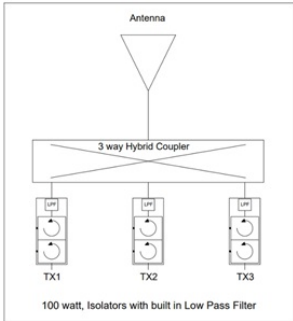 Antenna
3 way Hybrid Coupler
LPF LPF LPF
TX1 TX2 TX3
100 watt, Isolators with built in Low Pass Filter